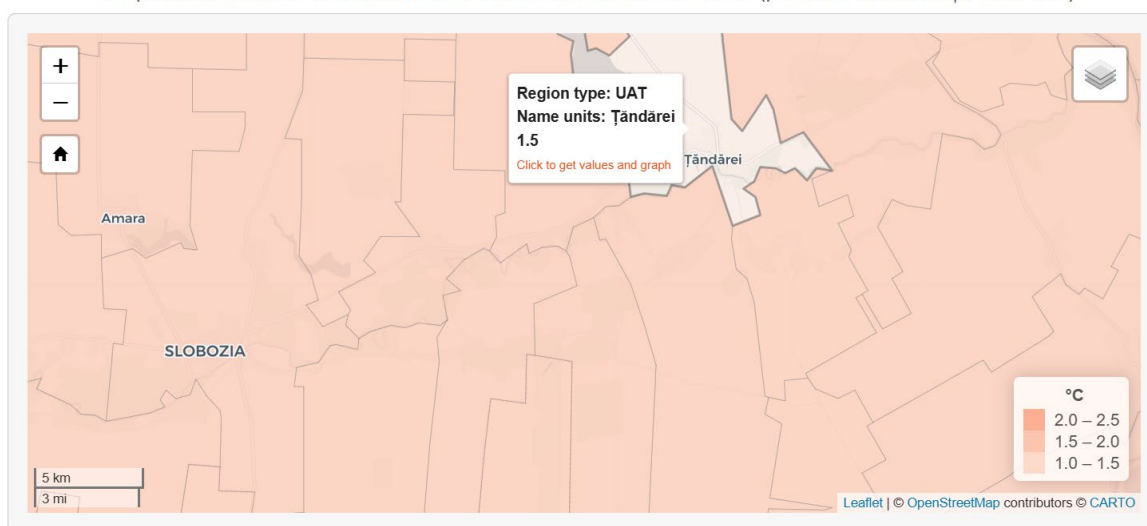 +
−
Region type: UAT
Name units: Țăndărei
1.5
Click to get values and graph
Țăndărei
Amara
SLOBOZIA
°C
2.0 – 2.5
1.5 – 2.0
1.0 – 1.5
5 km
3 mi
Leaflet | © OpenStreetMap contributors © CARTO